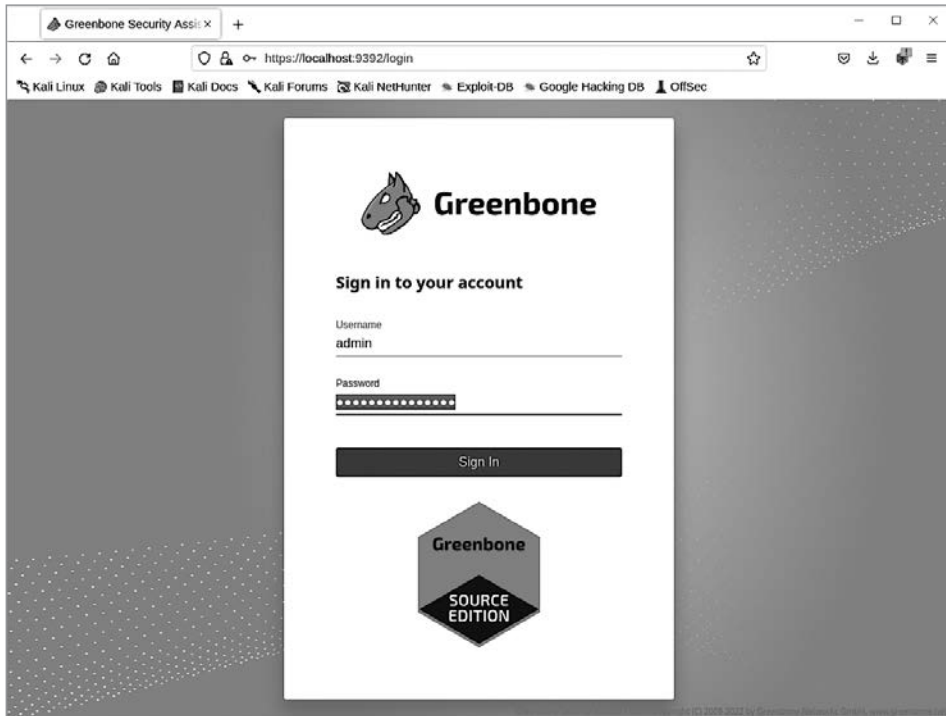 Greenbone Security Assis
https://localhost:9392/login
Kali Linux Kali Tools Kali Docs Kali Forums Kali NetHunter Exploit-DB Google Hacking DB OffSec
Greenbone
Sign in to your account
Username
admin
Password
Sign In
Greenbone
SOURCE
EDITION